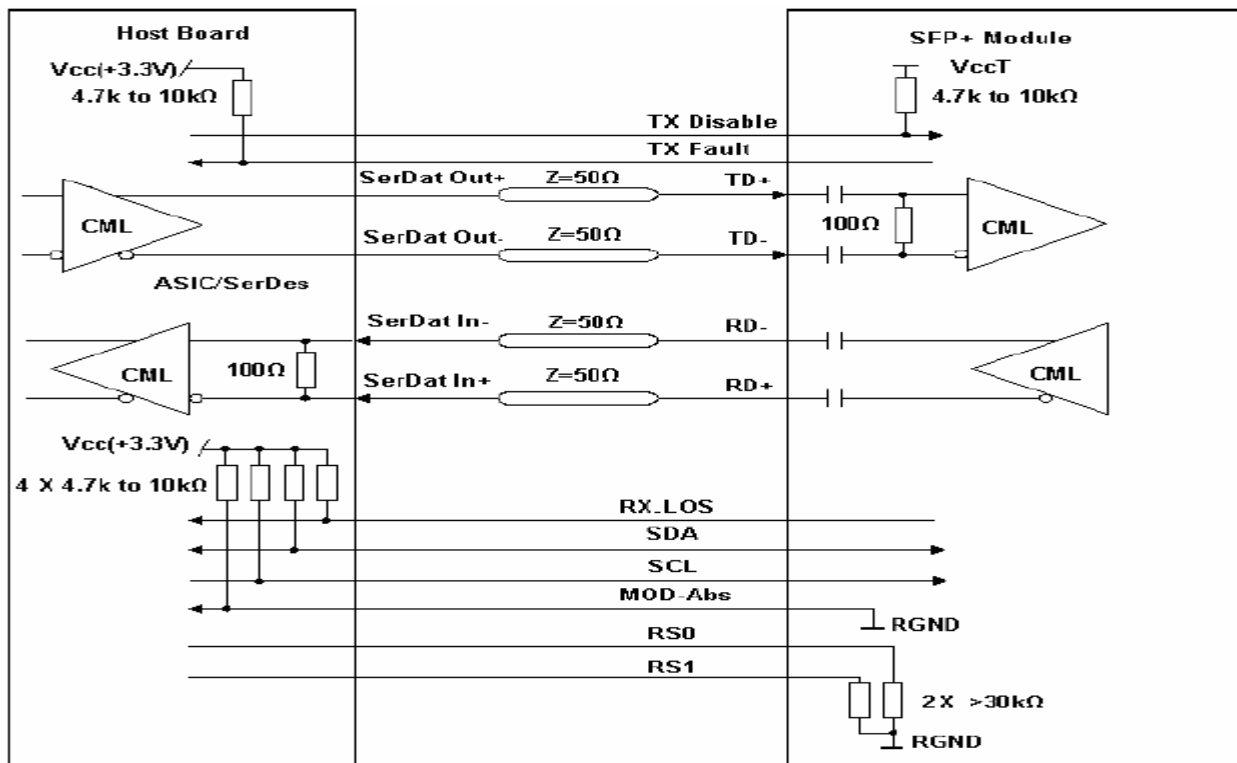 Host Board
SFP+ Module
Vcc(+3.3V)
4.7k to 10kΩ
VccT
4.7k to 10kΩ
TX Disable
TX Fault
SerDat Out+
Z=50Ω
TD+
CML
100Ω
CML
SerDat Out-
Z=50Ω
TD-
ASIC/SerDes
SerDat In-
Z=50Ω
RD-
CML
100Ω
CML
SerDat In+
Z=50Ω
RD+
Vcc(+3.3V)
4 X 4.7k to 10kΩ
RX-LOS
SDA
SCL
MOD-Abs
RGND
RS0
RS1
2X >30kΩ
RGND